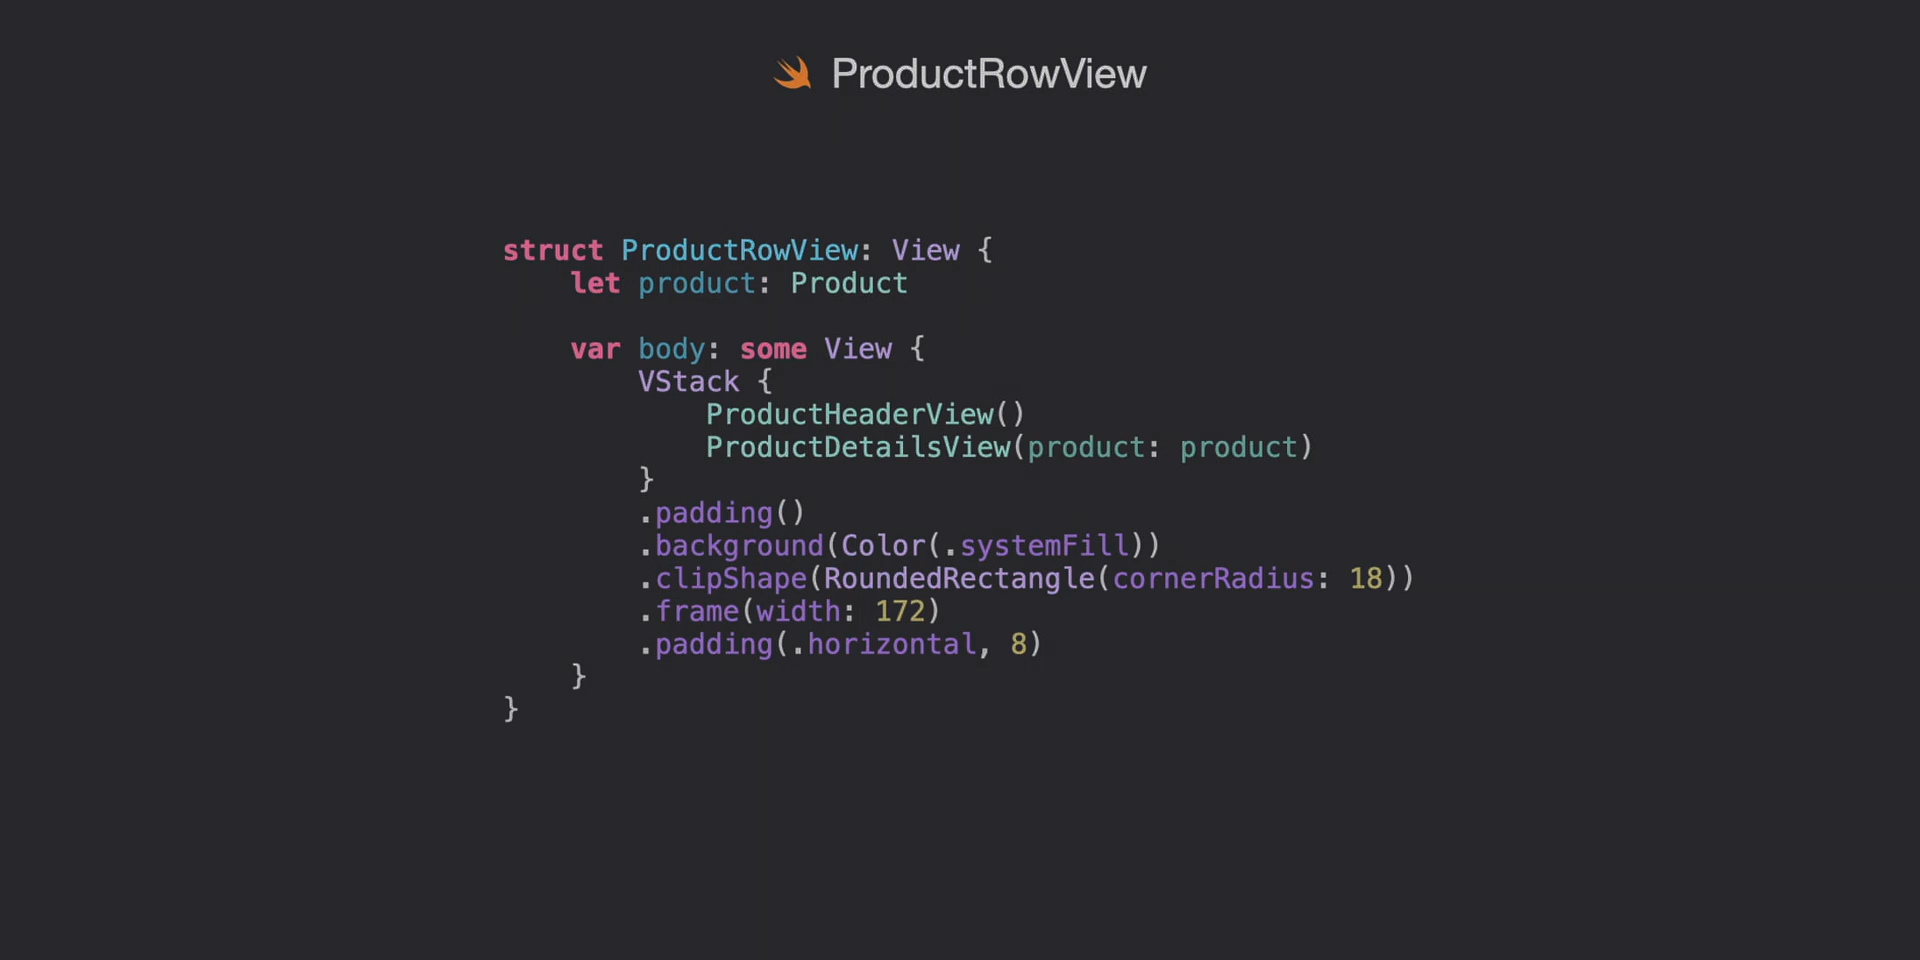 ProductRowView
struct ProductRowView: View {
    let product: Product
    var body: some View {
        VStack {
            ProductHeaderView()
            ProductDetailsView(product: product)
        }
        .padding()
        .background(Color(.systemFill))
        .clipShape(RoundedRectangle(cornerRadius: 18))
        .frame(width: 172)
        .padding(.horizontal, 8)
    }
}